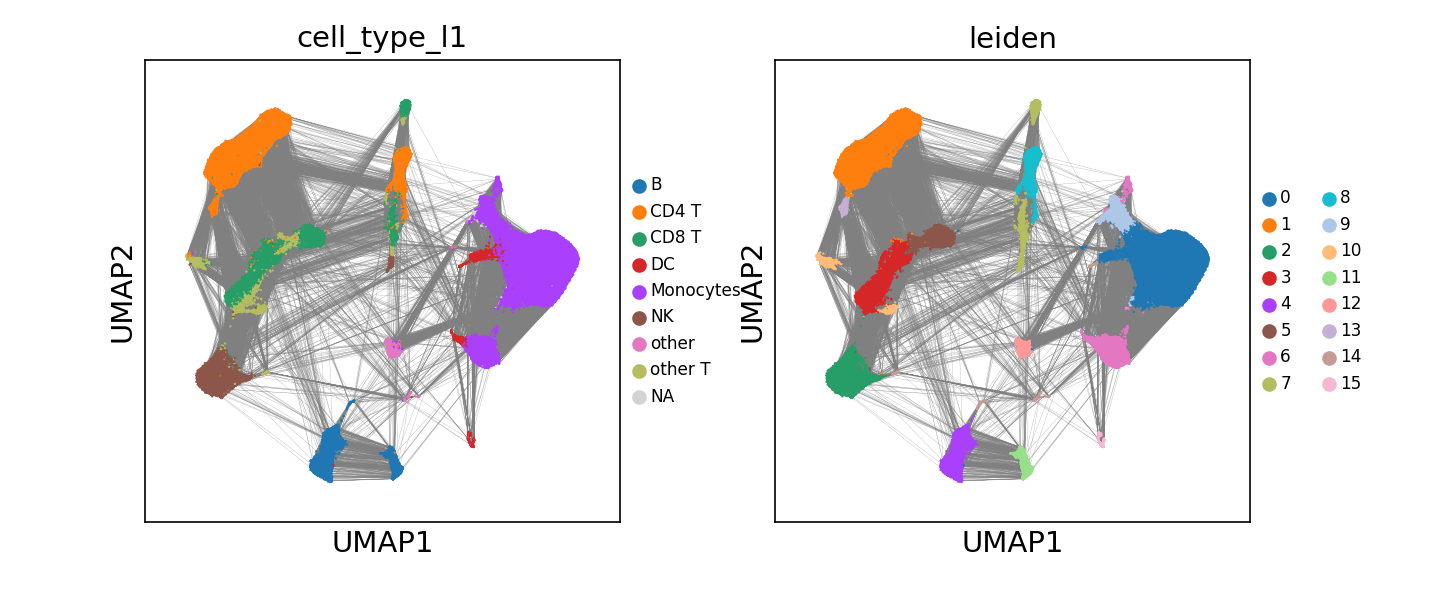 cell_type_l1
leiden
UMAP2
UMAP1
B
CD4 T
CD8 T
DC
Monocytes
NK
other
other T
NA
UMAP2
UMAP1
0 8
1 9
2 10
3 11
4 12
5 13
6 14
7 15